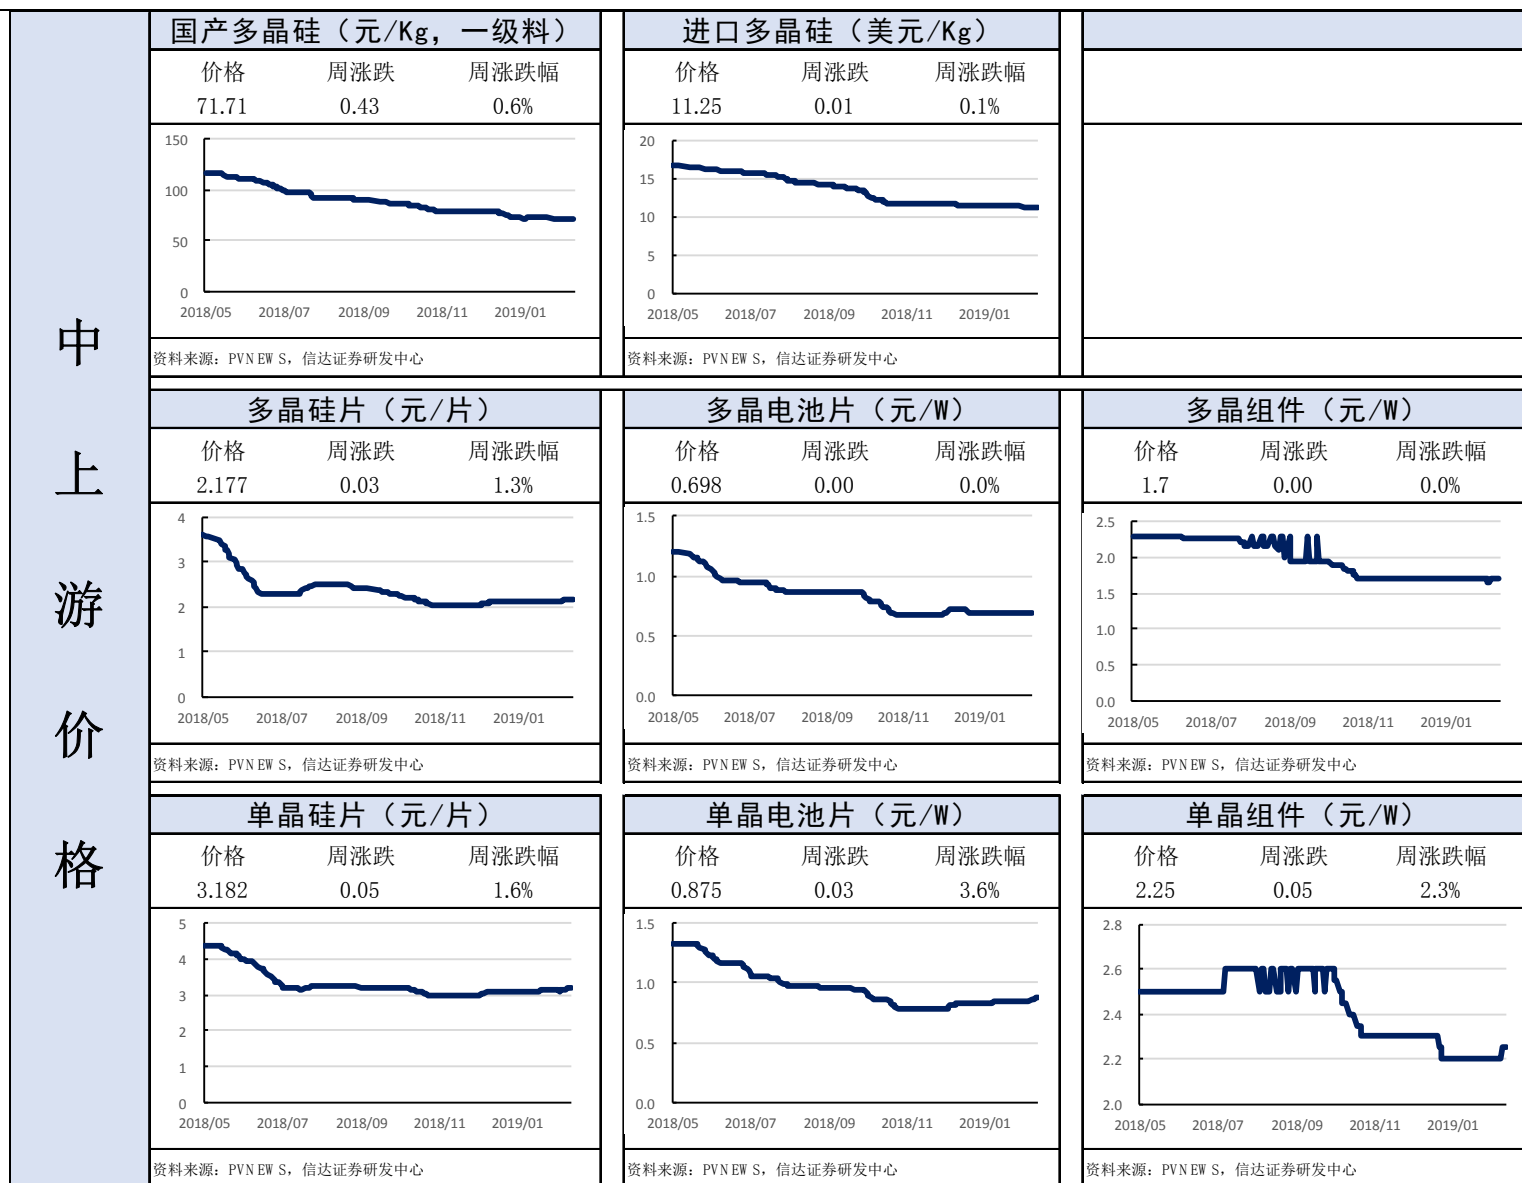 中
上
游
价
格
国产多晶硅（元/Kg，一级料）
价格 周涨跌 周涨跌幅
71.71 0.43 0.6%
150
100
50
0
2018/05 2018/07 2018/09 2018/11 2019/01
资料来源：PVNEWS，信达证券研发中心
进口多晶硅（美元/Kg）
价格 周涨跌 周涨跌幅
11.25 0.01 0.1%
20
15
10
5
0
2018/05 2018/07 2018/09 2018/11 2019/01
资料来源：PVNEWS，信达证券研发中心
多晶硅片（元/片）
价格 周涨跌 周涨跌幅
2.177 0.03 1.3%
4
3
2
1
0
2018/05 2018/07 2018/09 2018/11 2019/01
资料来源：PVNEWS，信达证券研发中心
多晶电池片（元/W）
价格 周涨跌 周涨跌幅
0.698 0.00 0.0%
1.5
1.0
0.5
0.0
2018/05 2018/07 2018/09 2018/11 2019/01
资料来源：PVNEWS，信达证券研发中心
多晶组件（元/W）
价格 周涨跌 周涨跌幅
1.7 0.00 0.0%
2.5
2.0
1.5
1.0
0.5
0.0
2018/05 2018/07 2018/09 2018/11 2019/01
资料来源：PVNEWS，信达证券研发中心
单晶硅片（元/片）
价格 周涨跌 周涨跌幅
3.182 0.05 1.6%
5
4
3
2
1
0
2018/05 2018/07 2018/09 2018/11 2019/01
资料来源：PVNEWS，信达证券研发中心
单晶电池片（元/W）
价格 周涨跌 周涨跌幅
0.875 0.03 3.6%
1.5
1.0
0.5
0.0
2018/05 2018/07 2018/09 2018/11 2019/01
资料来源：PVNEWS，信达证券研发中心
单晶组件（元/W）
价格 周涨跌 周涨跌幅
2.25 0.05 2.3%
2.8
2.6
2.4
2.2
2.0
2018/05 2018/07 2018/09 2018/11 2019/01
资料来源：PVNEWS，信达证券研发中心